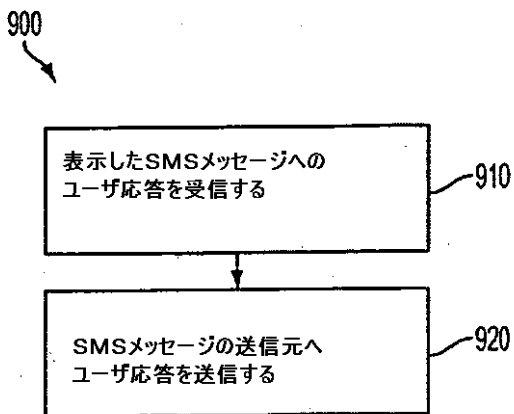 900
表示したSMSメッセージへの
ユーザ応答を受信する
910
SMSメッセージの送信元へ
ユーザ応答を送信する
920